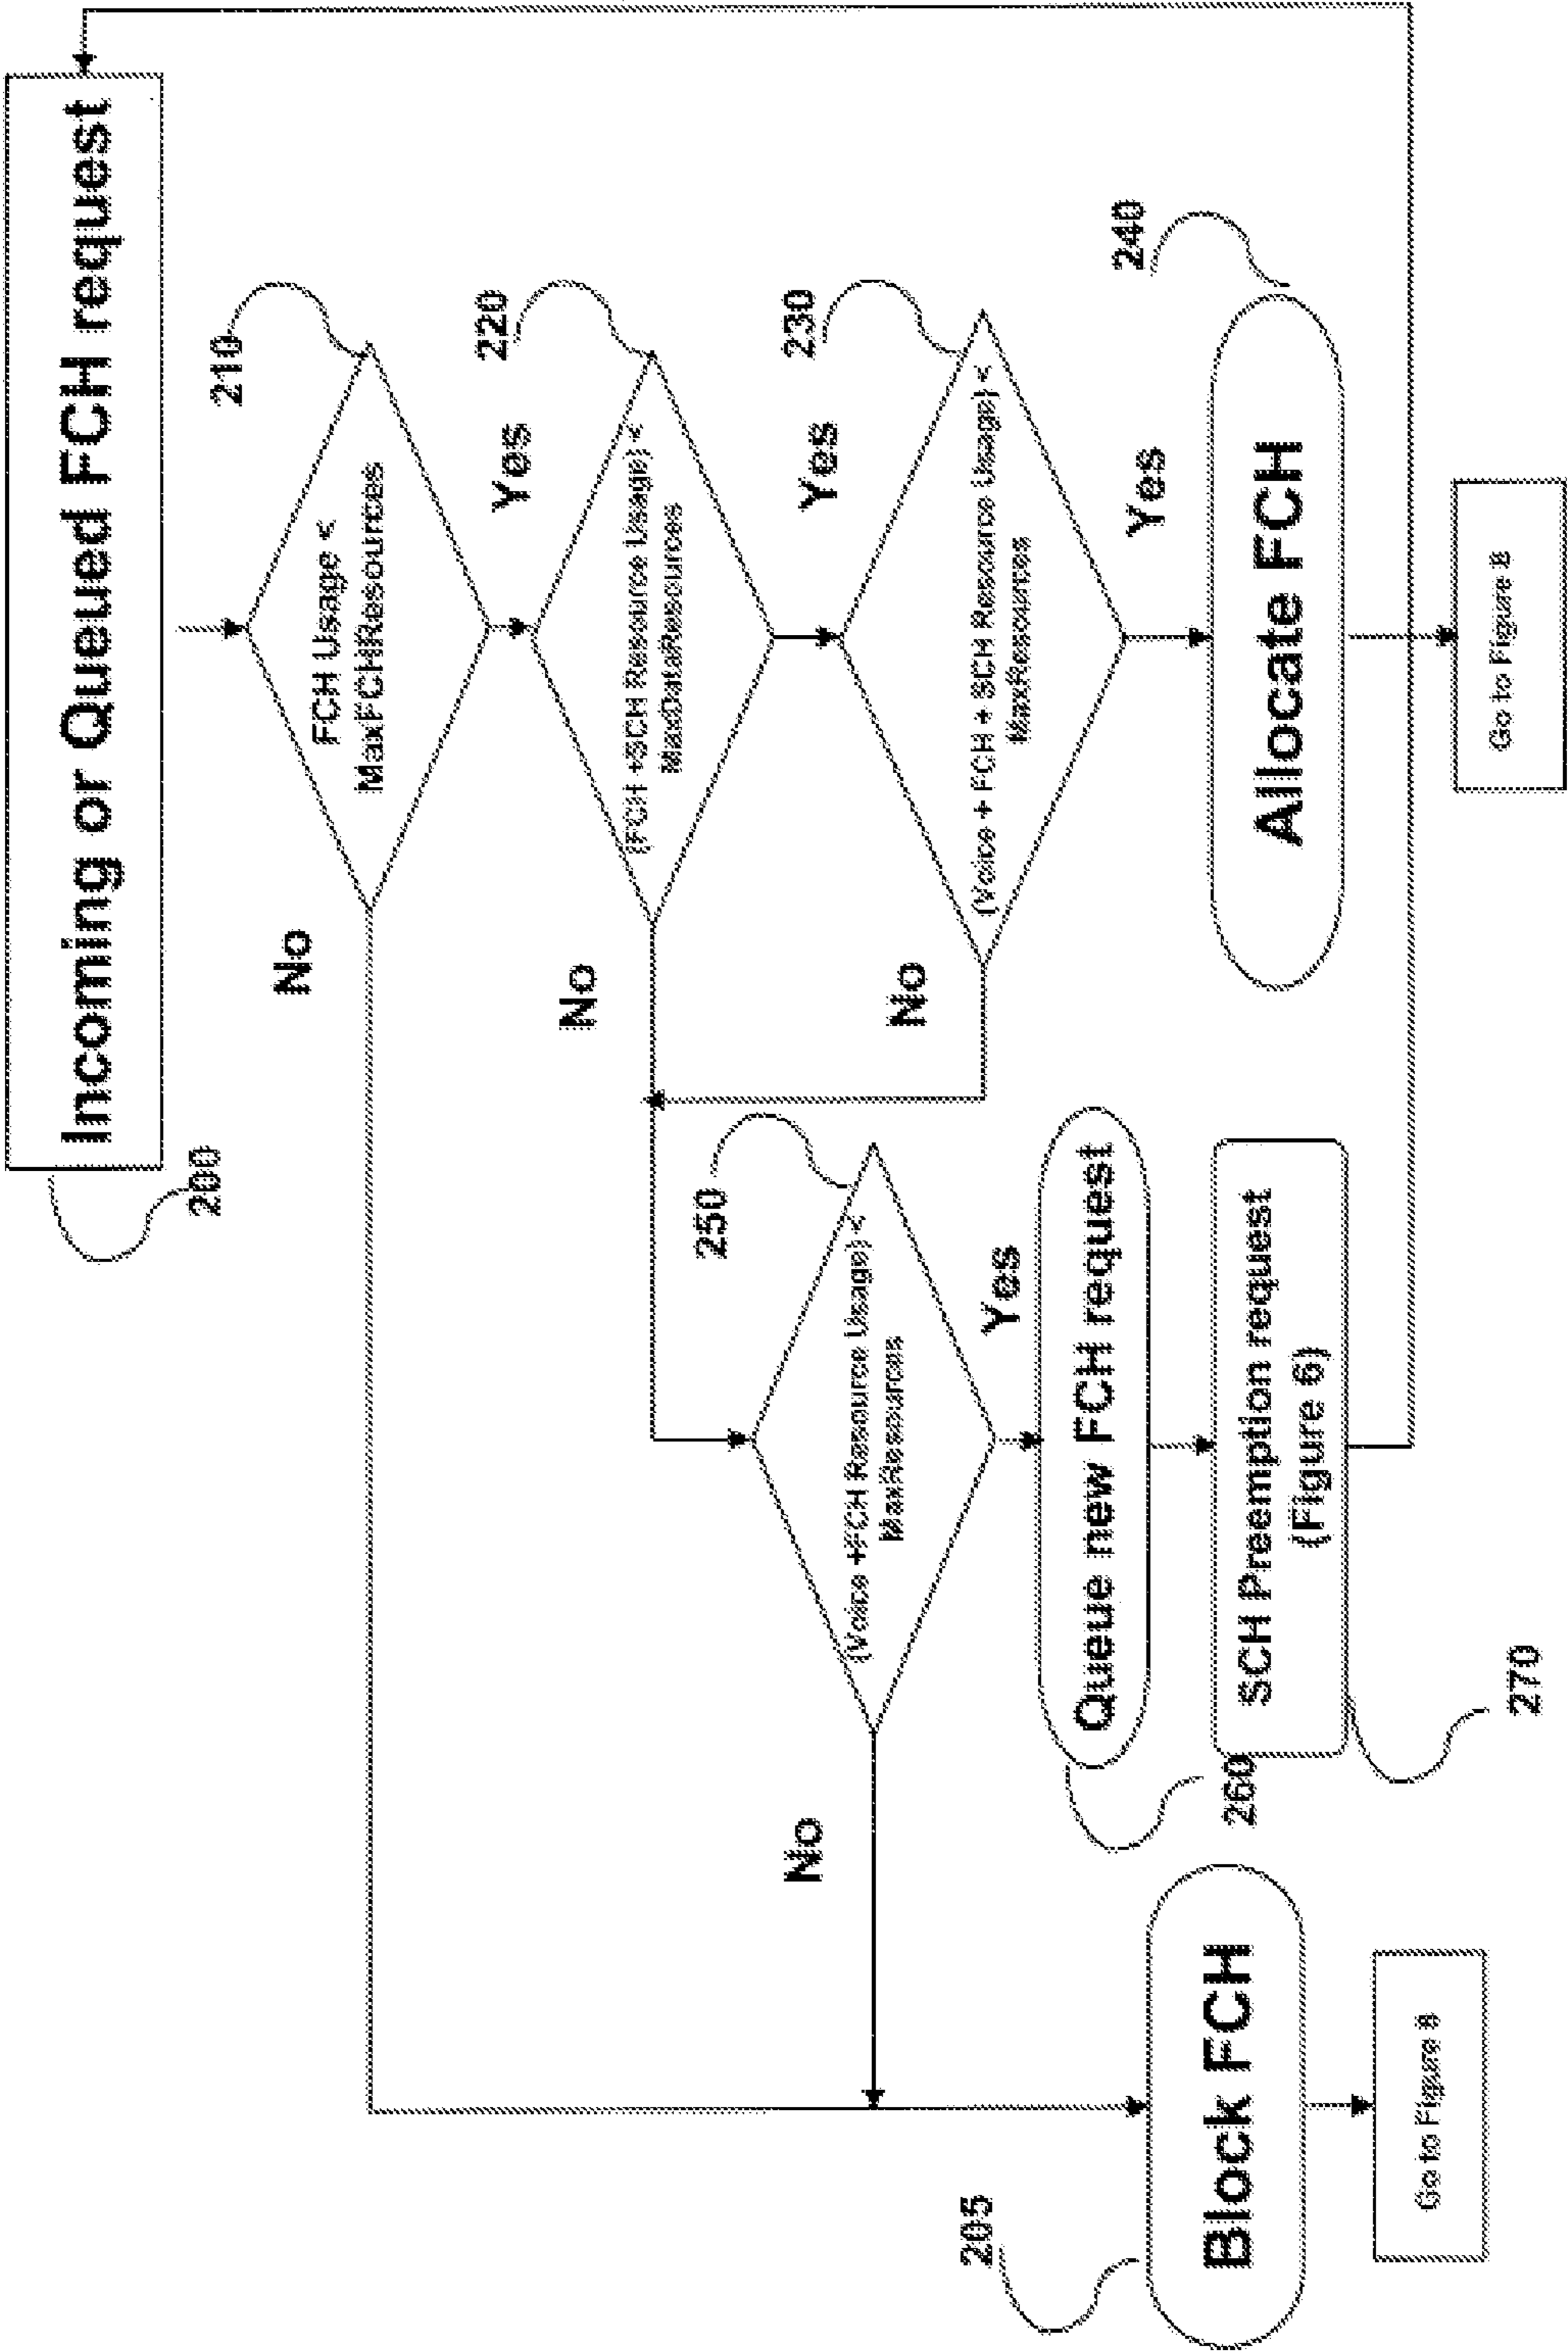 Incoming or Queued FCH request
200
210
FCH Usage <
MaxFCHResources
No
Yes
220
(FCH +SCH Resource Usage) <
MaxDataResources
No
Yes
230
(Voice + FCH + SCH Resource Usage) <
MaxResources
No
Yes
240
Allocate FCH
Go to Figure 8
250
(Voice +FCH Resource Usage) <
MaxResources
No
Yes
Queue new FCH request
260
SCH Preemption request
(Figure 6)
270
205
Block FCH
Go to Figure 8